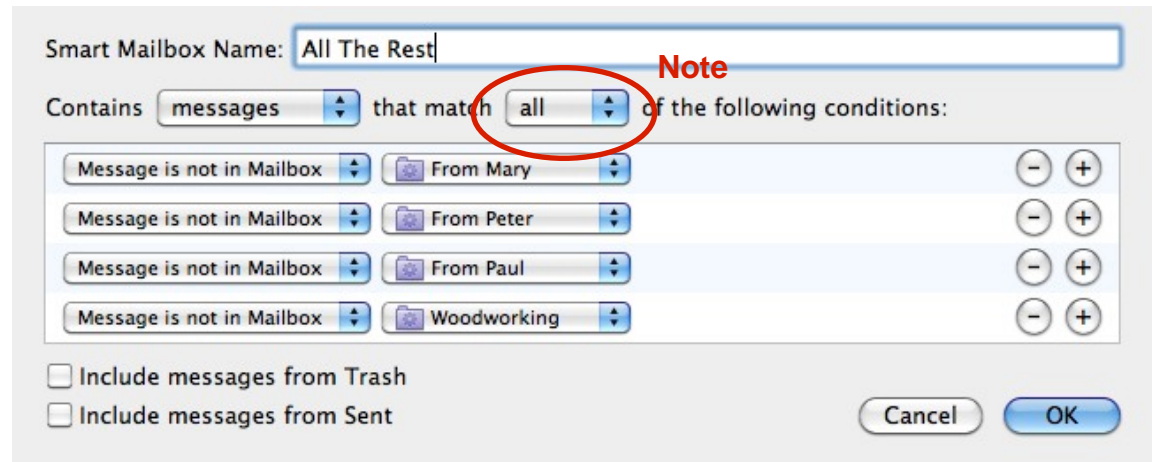 Smart Mailbox Name: All The Rest
Note
Contains messages that match all of the following conditions:
Message is not in Mailbox From Mary
Message is not in Mailbox From Peter
Message is not in Mailbox From Paul
Message is not in Mailbox Woodworking
Include messages from Trash
Include messages from Sent
Cancel OK